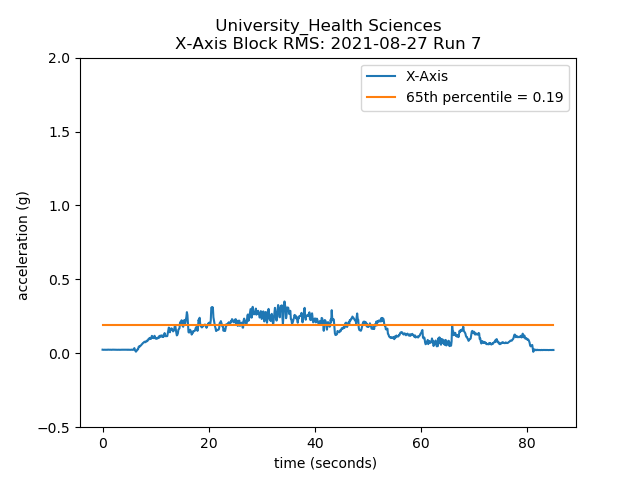 University_Health Sciences
X-Axis Block RMS: 2021-08-27 Run 7
X-Axis
65th percentile = 0.19
2.0
1.5
1.0
0.5
0.0
−0.5
acceleration (g)
0 20 40 60 80
time (seconds)